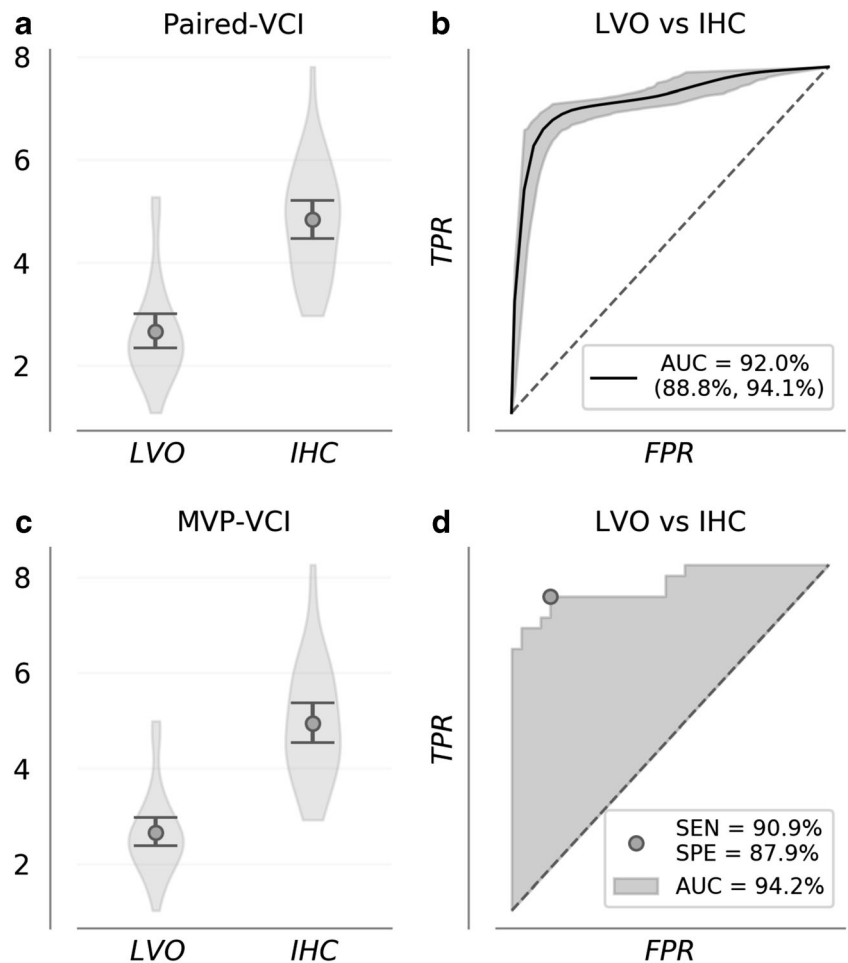 a Paired-VCI
8
6
4
2
LVO IHC
b LVO vs IHC
TPR
AUC = 92.0%
(88.8%, 94.1%)
FPR
c MVP-VCI
8
6
4
2
LVO IHC
d LVO vs IHC
TPR
SEN = 90.9%
SPE = 87.9%
AUC = 94.2%
FPR